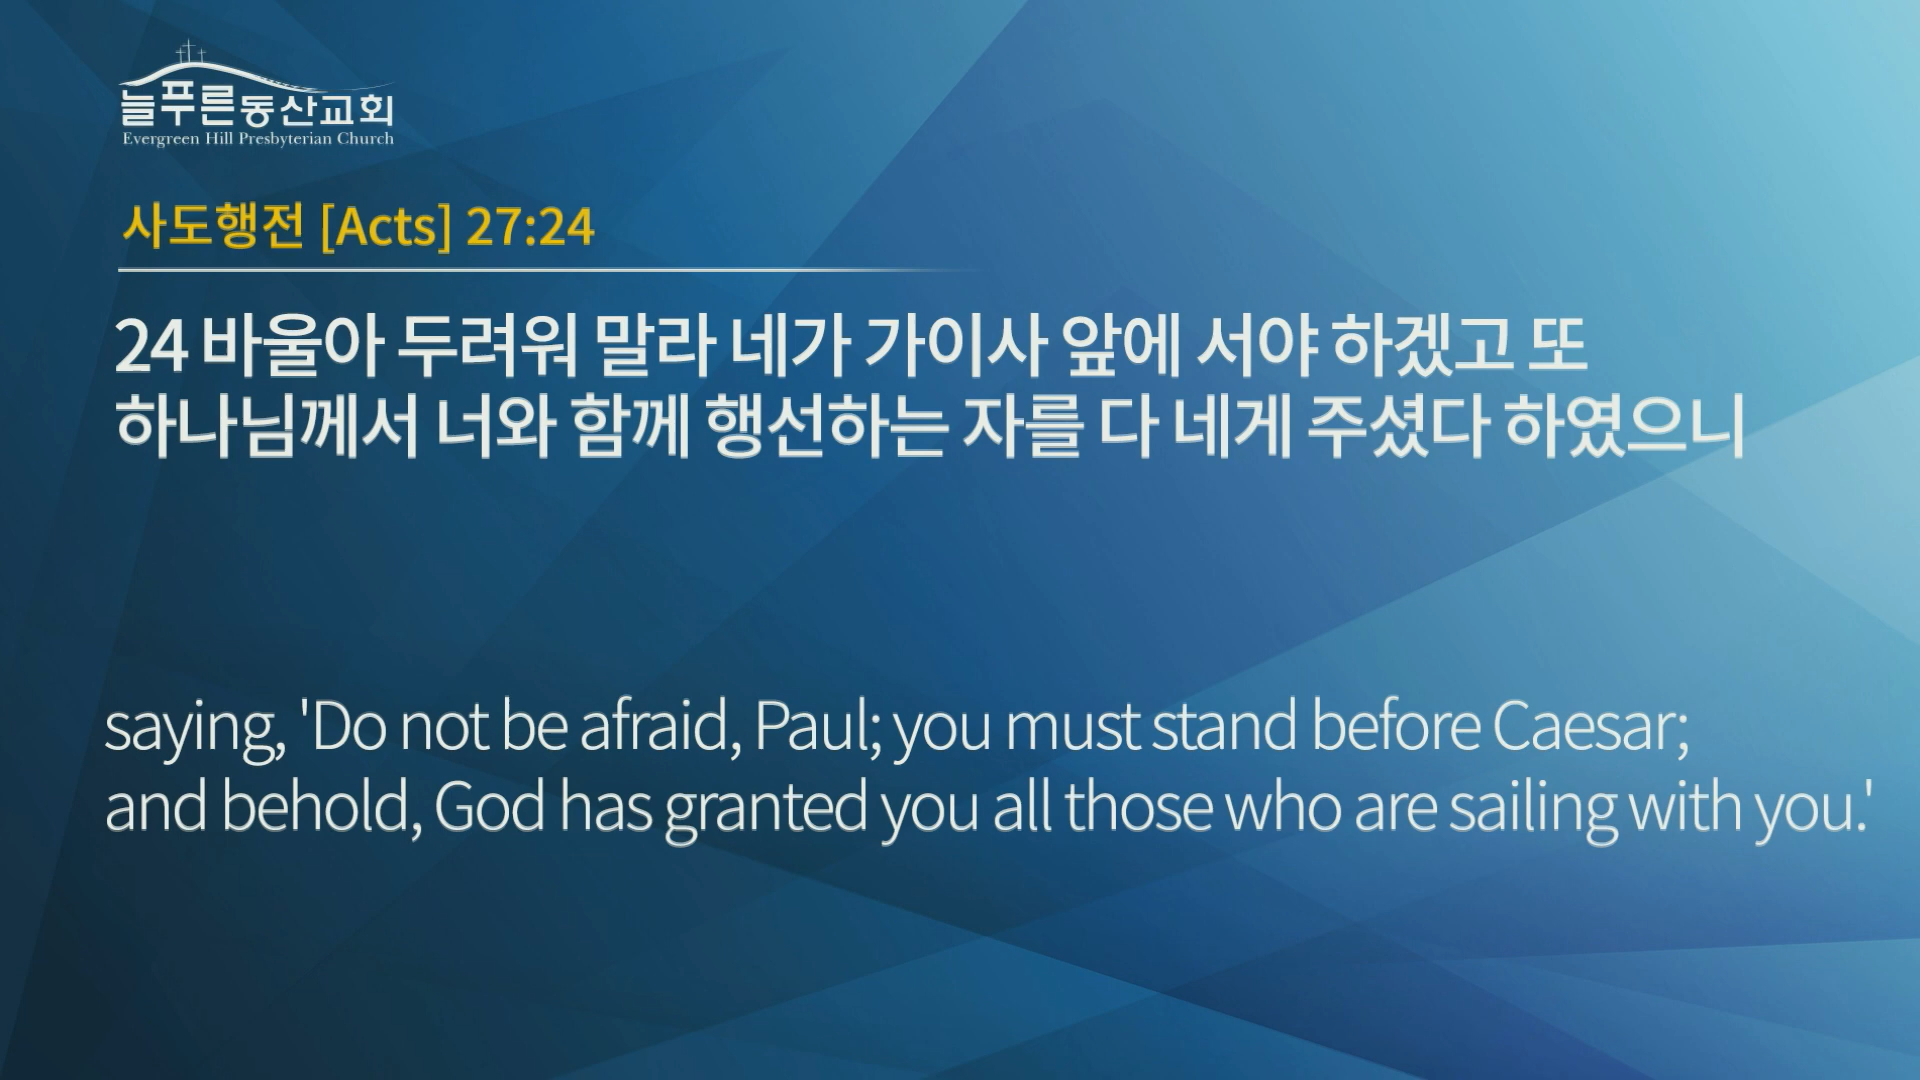 늘푸른동산교회
Evergreen Hill Presbyterian Church
사도행전 [Acts] 27:24
24 바울아 두려워 말라 네가 가이사 앞에 서야 하겠고 또
하나님께서 너와 함께 행선하는 자를 다 네게 주셨다 하였으니
saying, 'Do not be afraid, Paul; you must stand before Caesar;
and behold, God has granted you all those who are sailing with you.'